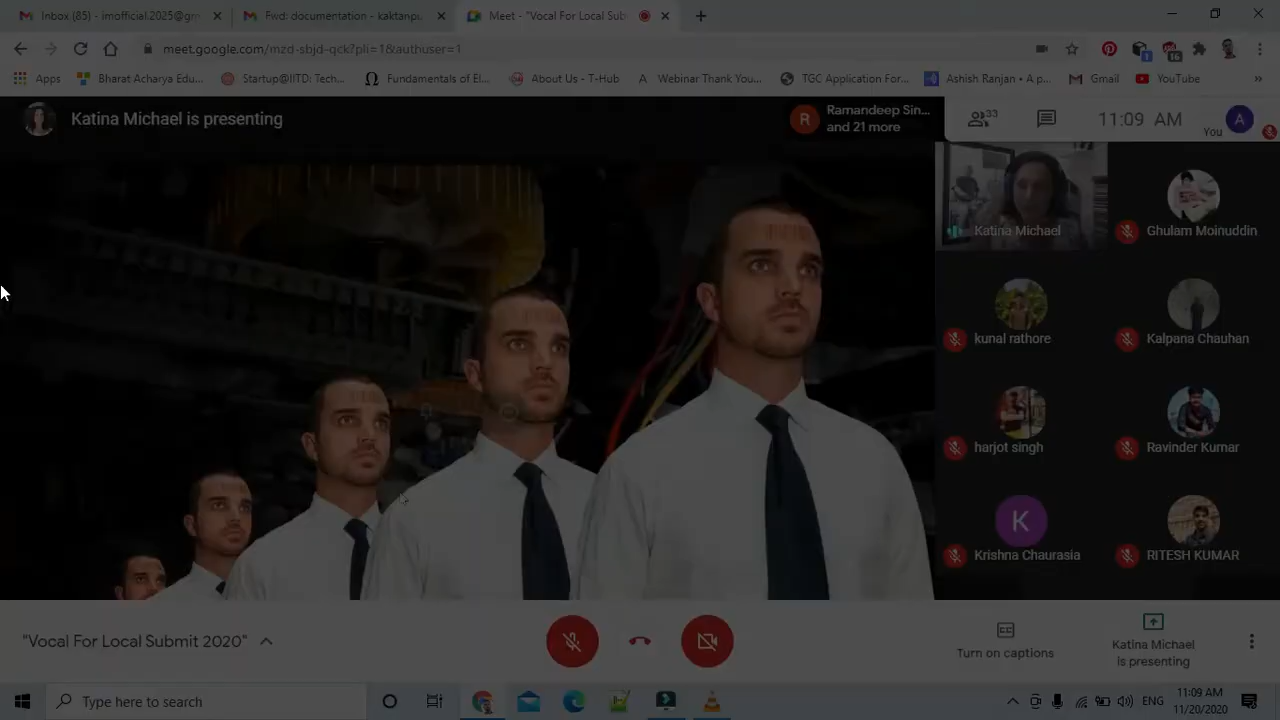 Inbox (85) - imofficial.2025@gm
Fwd: documentation - kaktanpu
Meet - "Vocal For Local Sub
meet.google.com/mzd-sbjd-qck?pli=1&authuser=1
Apps
Bharat Acharya Edu...
Startup@IITD: Tech...
Fundamentals of El...
About Us - T-Hub
Webinar Thank You...
TGC Application For...
Ashish Ranjan • A p...
Gmail
YouTube
»
Katina Michael is presenting
R
Ramandeep Sin...
and 21 more
33
11:09 AM
You
A
Katina Michael
Ghulam Moinuddin
kunal rathore
Kalpana Chauhan
harjot singh
Ravinder Kumar
K
Krishna Chaurasia
RITESH KUMAR
"Vocal For Local Submit 2020"
Turn on captions
Katina Michael
is presenting
Type here to search
ENG
11:09 AM
11/20/2020